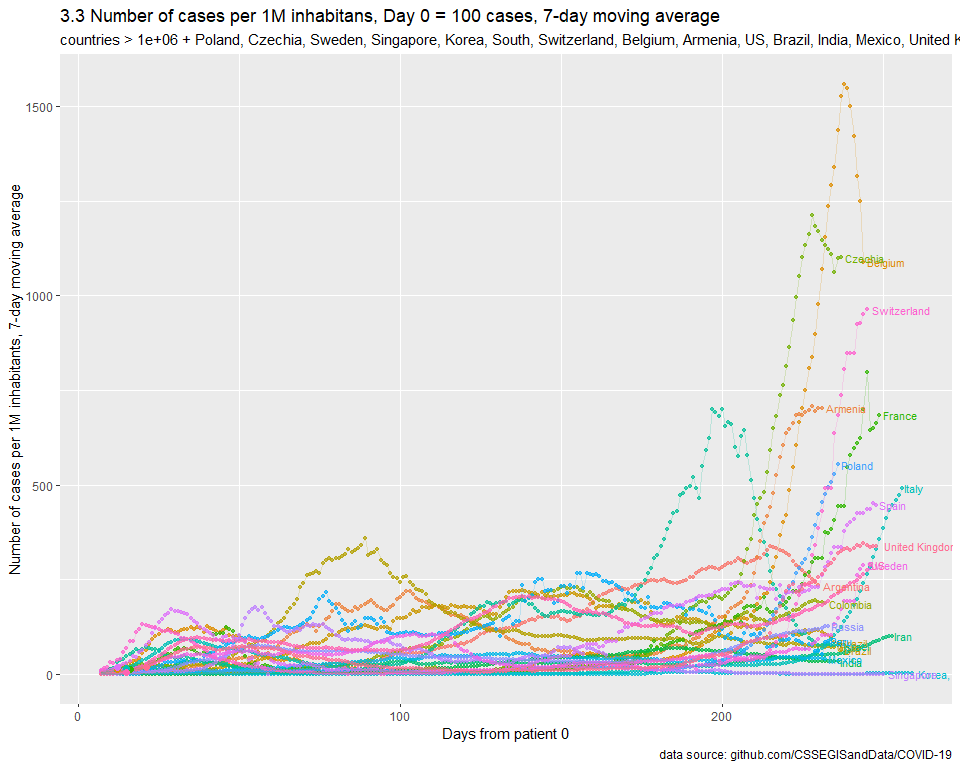 3.3 Number of cases per 1M inhabitans, Day 0 = 100 cases, 7-day moving average
countries > 1e+06 + Poland, Czechia, Sweden, Singapore, Korea, South, Switzerland, Belgium, Armenia, US, Brazil, India, Mexico, United K
Number of cases per 1M inhabitants, 7-day moving average
1500
1000
500
0
Czechia
Belgium
Switzerland
Armenia
France
Poland
Italy
Spain
United Kingdom
Sweden
Argentina
Colombia
Russia
Iran
Brazil
India
Singapore
Korea,
0
100
200
Days from patient 0
data source: github.com/CSSEGISandData/COVID-19